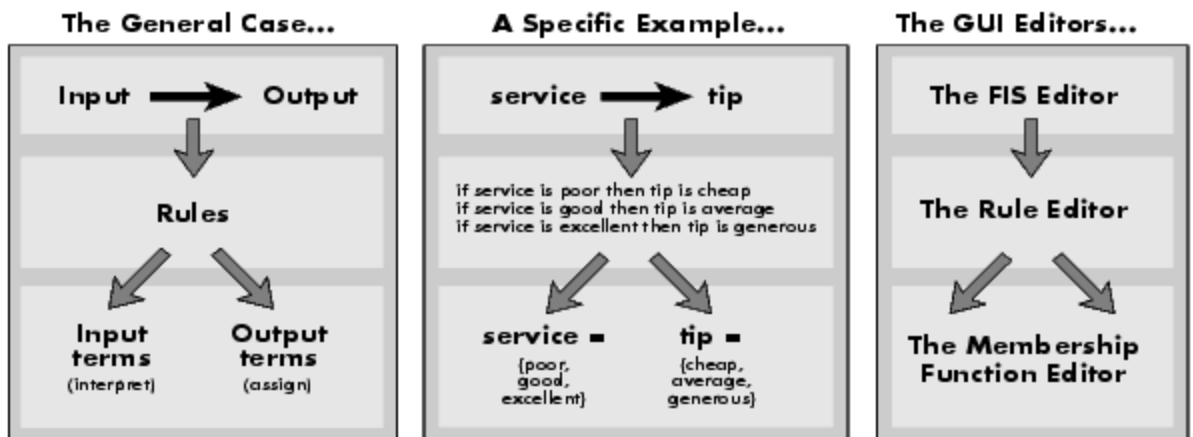 The General Case...
Input Output
Rules
Input
terms
(interpret)
Output
terms
(assign)
A Specific Example...
service tip
if service is poor then tip is cheap
if service is good then tip is average
if service is excellent then tip is generous
service =
{poor,
good,
excellent}
tip =
{cheap,
average,
generous}
The GUI Editors...
The FIS Editor
The Rule Editor
The Membership
Function Editor